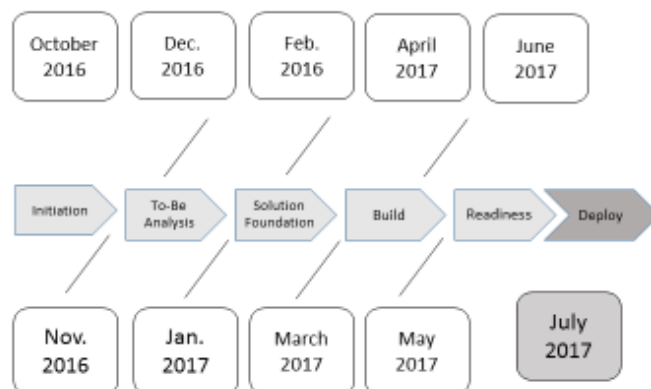 October
2016
Dec.
2016
Feb.
2016
April
2017
June
2017
Initiation
To-Be
Analysis
Solution
Foundation
Build
Readiness
Deploy
Nov.
2016
Jan.
2017
March
2017
May
2017
July
2017